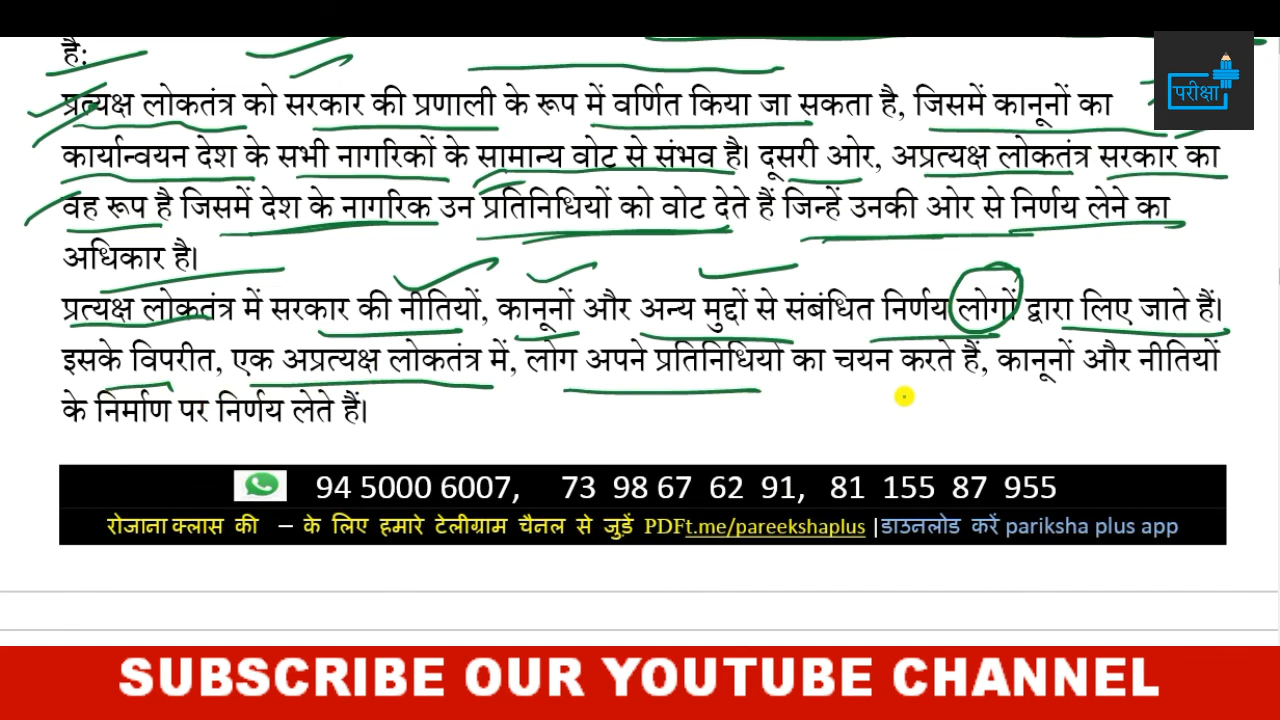 है:
परीक्षा
प्रत्यक्ष लोकतंत्र को सरकार की प्रणाली के रूप में वर्णित किया जा सकता है, जिसमें कानूनों का
कार्यान्वयन देश के सभी नागरिकों के सामान्य वोट से संभव है। दूसरी ओर, अप्रत्यक्ष लोकतंत्र सरकार का
वह रूप है जिसमें देश के नागरिक उन प्रतिनिधियों को वोट देते हैं जिन्हें उनकी ओर से निर्णय लेने का
अधिकार है।
प्रत्यक्ष लोकतंत्र में सरकार की नीतियों, कानूनों और अन्य मुद्दों से संबंधित निर्णय लोगों द्वारा लिए जाते हैं।
इसके विपरीत, एक अप्रत्यक्ष लोकतंत्र में, लोग अपने प्रतिनिधियों का चयन करते हैं, कानूनों और नीतियों
के निर्माण पर निर्णय लेते हैं।
94 5000 6007, 73 98 67 62 91, 81 155 87 955
रोजाना क्लास की – के लिए हमारे टेलीग्राम चैनल से जुड़ें PDFt.me/pareekshaplus |डाउनलोड करें pariksha plus app
SUBSCRIBE OUR YOUTUBE CHANNEL